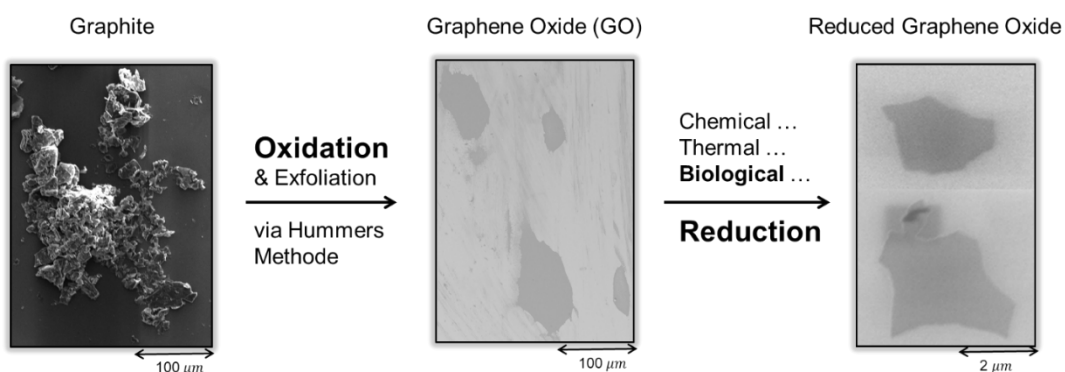 Graphite
Graphene Oxide (GO)
Reduced Graphene Oxide
Oxidation
& Exfoliation
via Hummers
Methode
Chemical ...
Thermal ...
Biological ...
Reduction
100 μm
100 μm
2 μm